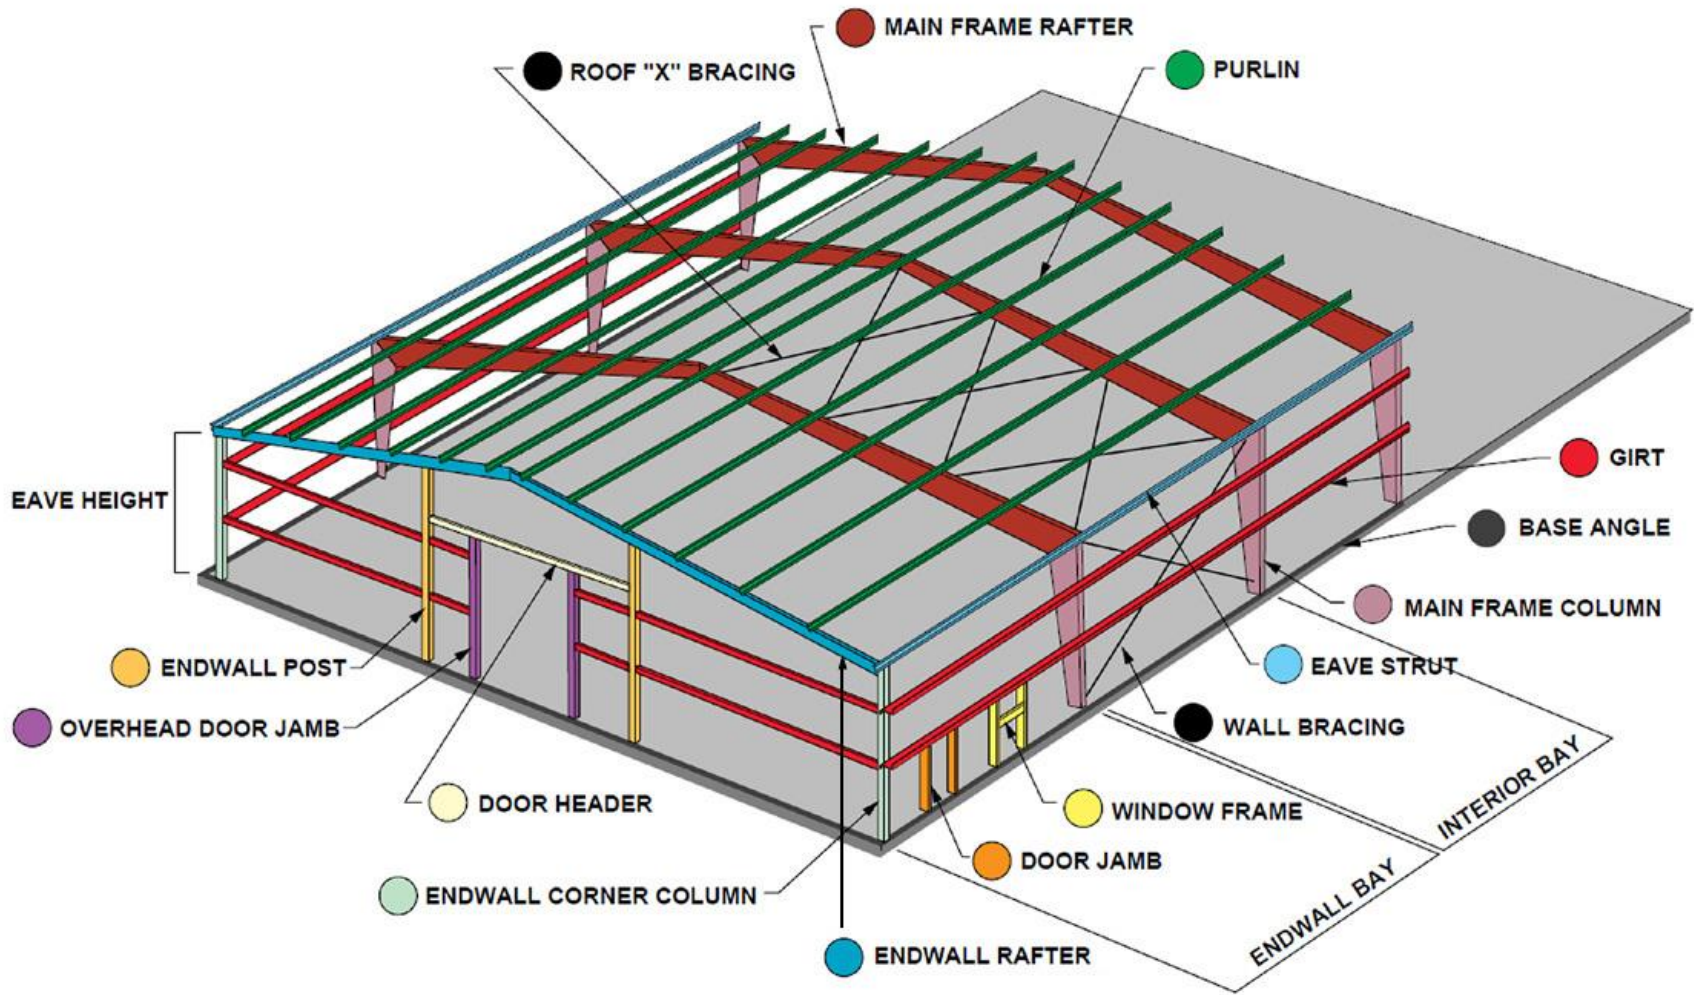 MAIN FRAME RAFTER
ROOF "X" BRACING
PURLIN
GIRT
EAVE HEIGHT
BASE ANGLE
MAIN FRAME COLUMN
ENDWALL POST
EAVE STRUT
OVERHEAD DOOR JAMB
WALL BRACING
INTERIOR BAY
DOOR HEADER
WINDOW FRAME
DOOR JAMB
ENDWALL CORNER COLUMN
ENDWALL BAY
ENDWALL RAFTER